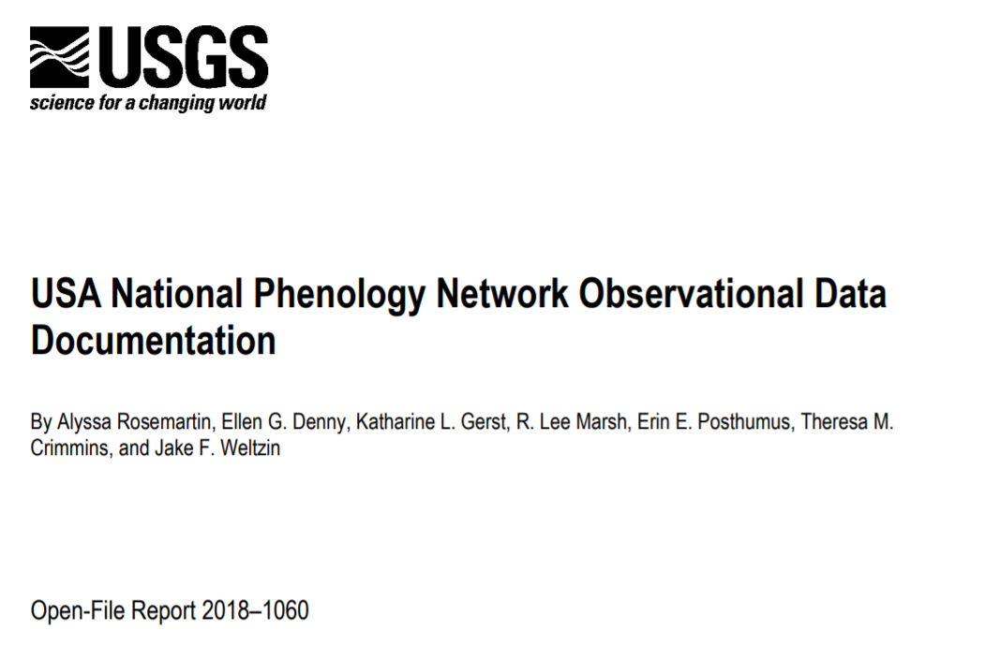 USGS
science for a changing world
USA National Phenology Network Observational Data
Documentation
By Alyssa Rosemartin, Ellen G. Denny, Katharine L. Gerst, R. Lee Marsh, Erin E. Posthumus, Theresa M.
Crimmins, and Jake F. Weltzin
Open-File Report 2018–1060